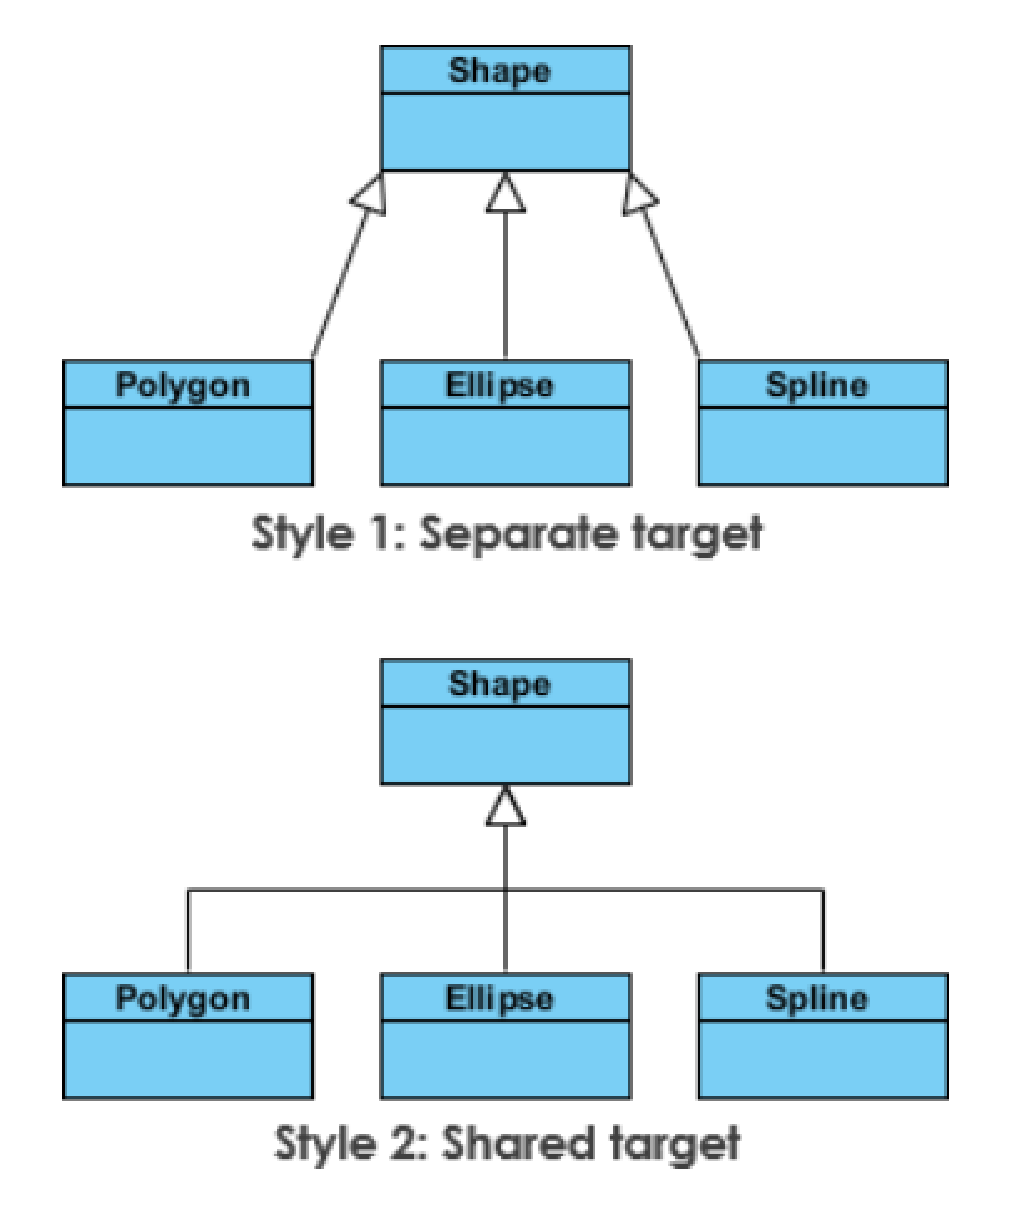 Shape
Polygon Ellipse Spline
Style 1: Separate target
Shape
Polygon Ellipse Spline
Style 2: Shared target